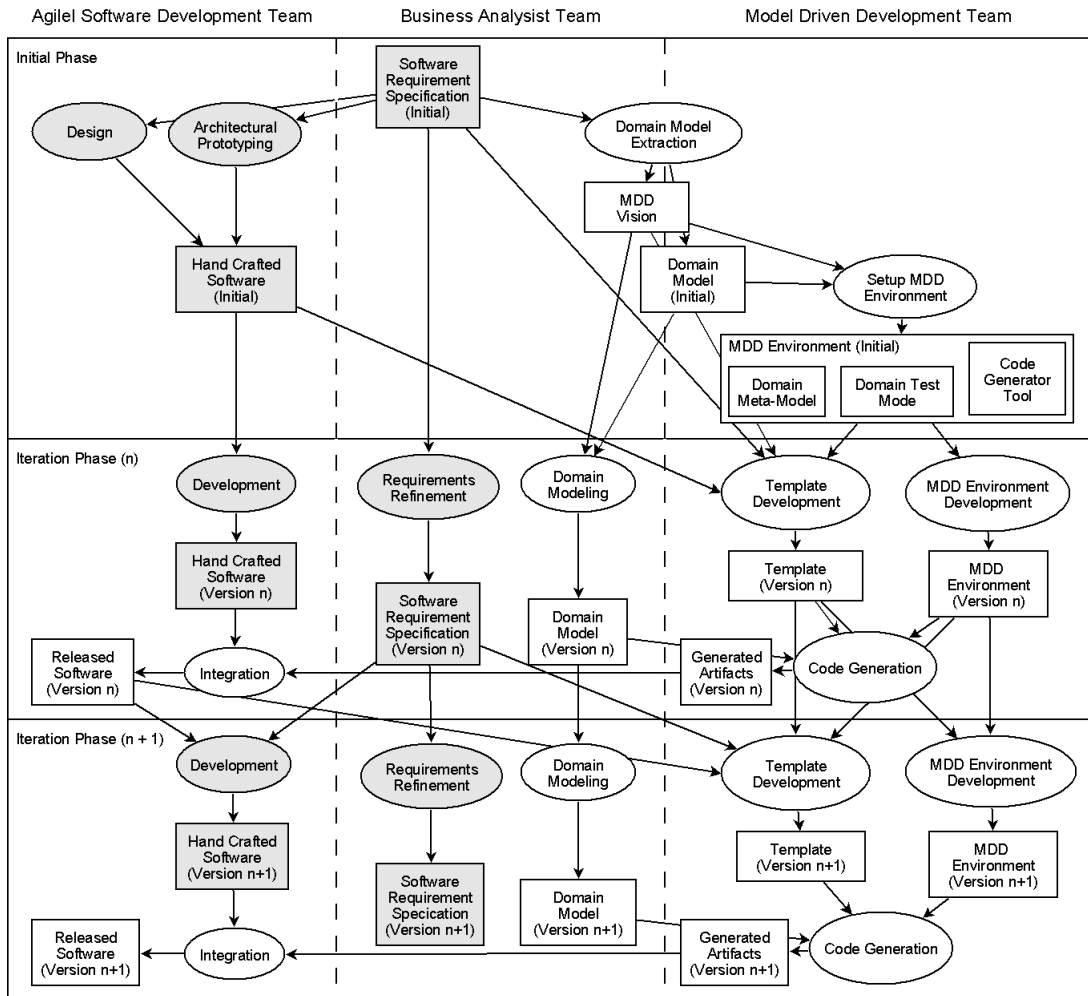 Agilel Software Development Team
Business Analysist Team
Model Driven Development Team
Initial Phase
Software
Requirement
Specification
(Initial)
Design
Architectural
Prototyping
Domain Model
Extraction
MDD
Vision
Hand Crafted
Software
(Initial)
Domain
Model
(Initial)
Setup MDD
Environment
MDD Environment (Initial)
Domain
Meta-Model
Domain Test
Mode
Code
Generator
Tool
Iteration Phase (n)
Development
Requirements
Refinement
Domain
Modeling
Template
Development
MDD Environment
Development
Hand Crafted
Software
(Version n)
Template
(Version n)
MDD
Environment
(Version n)
Software
Requirement
Specification
(Version n)
Domain
Model
(Version n)
Released
Software
(Version n)
Integration
Generated
Artifacts
(Version n)
Code Generation
Iteration Phase (n + 1)
Development
Requirements
Refinement
Domain
Modeling
Template
Development
MDD Environment
Development
Hand Crafted
Software
(Version n+1)
Template
(Version n+1)
MDD
Environment
(Version n+1)
Software
Requirement
Specication
(Version n+1)
Domain
Model
(Version n+1)
Released
Software
(Version n+1)
Integration
Generated
Artifacts
(Version n+1)
Code Generation